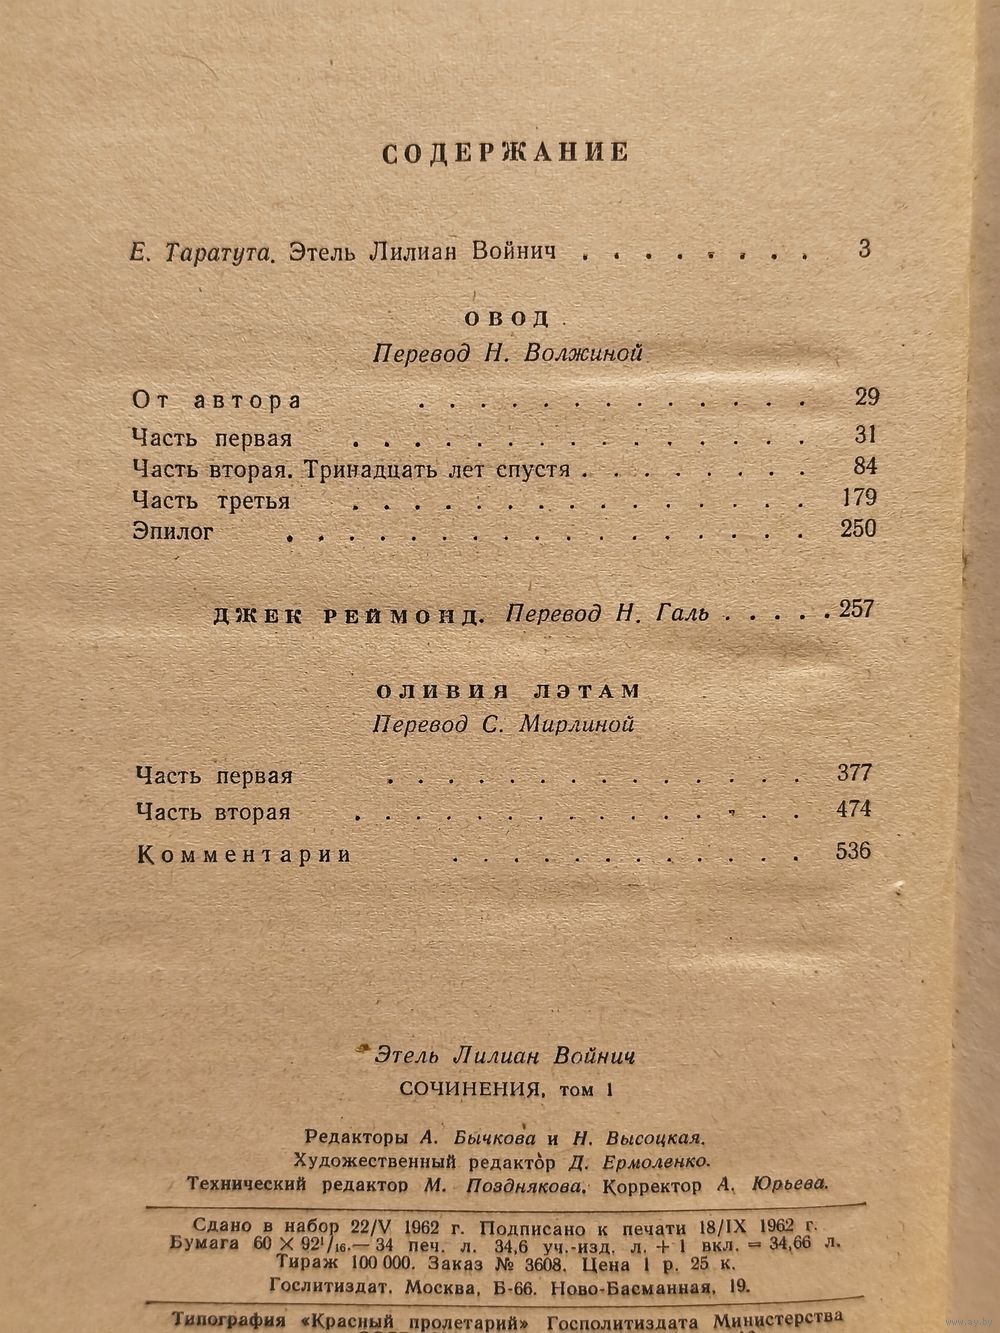 СОДЕРЖАНИЕ
Е. Таратута. Этель Лилиан Войнич . . . . . . . . 3
ОВОД
Перевод Н. Волжиной
От автора . . . . . . . . . . . . . 29
Часть первая . . . . . . . . . . . . . . . 31
Часть вторая. Тринадцать лет спустя . . . . . . . . 84
Часть третья . . . . . . . . . . . . . . . 179
Эпилог . . . . . . . . . . . . . . . . . 250
ДЖЕК РЕЙМОНД. Перевод Н. Галь . . . . . 257
ОЛИВИЯ ЛЭТАМ
Перевод С. Мирлиной
Часть первая . . . . . . . . . . . . . . 377
Часть вторая . . . . . . . . . . . . . . . 474
Комментарии . . . . . . . . . . . . 536
Этель Лилиан Войнич
СОЧИНЕНИЯ, том 1
Редакторы А. Бычкова и Н. Высоцкая.
Художественный редактор Д. Ермоленко.
Технический редактор М. Позднякова. Корректор А. Юрьева.
Сдано в набор 22/V 1962 г. Подписано к печати 18/IX 1962 г.
Бумага 60 × 92¹/₁₆.— 34 печ. л. 34,6 уч.-изд. л. + 1 вкл. = 34,66 л.
Тираж 100 000. Заказ № 3608. Цена 1 р. 25 к.
Гослитиздат. Москва, Б-66. Ново-Басманная, 19.
Типография «Красный пролетарий» Госполитиздата Министерства
www.ay.by